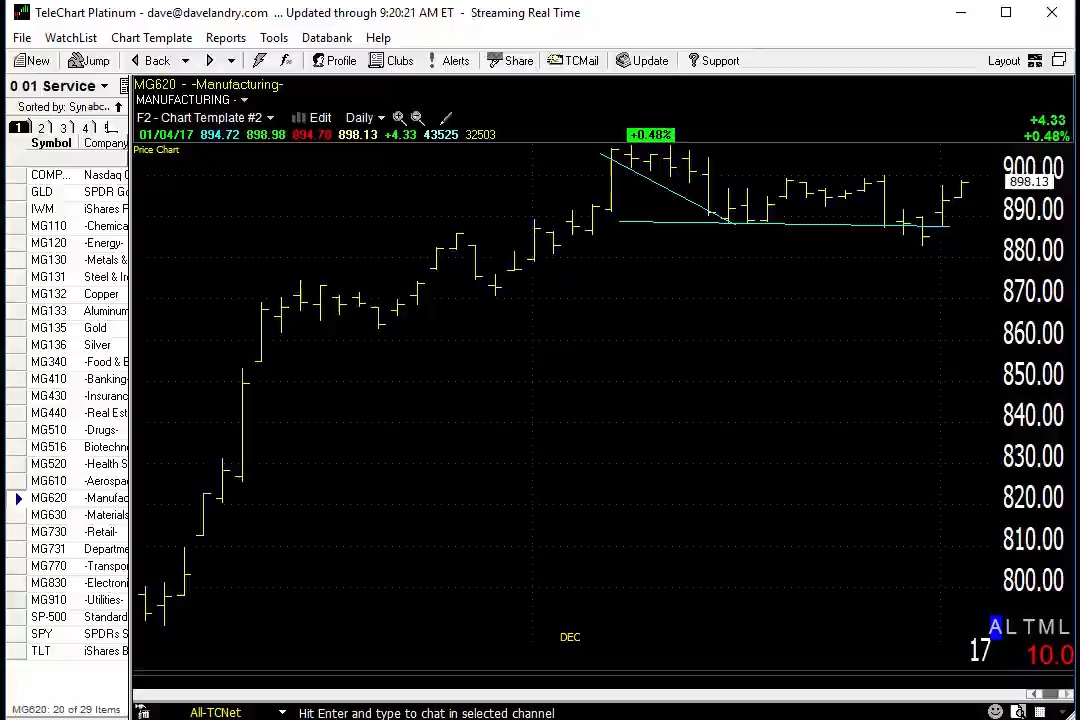 TeleChart Platinum - dave@davelandry.com ... Updated through 9:20:21 AM ET - Streaming Real Time
File WatchList Chart Template Reports Tools Databank Help
New Jump Back Profile Clubs Alerts Share TCMail Update Support Layout
0 01 Service
Sorted by: Synabc..
1 2 3 4
Symbol Company
COMP... Nasdaq C
GLD SPDR Go
IWM iShares F
MG110 -Chemica
MG120 -Energy-
MG130 -Metals &
MG131 Steel & Ir
MG132 Copper
MG133 Aluminum
MG135 Gold
MG136 Silver
MG340 -Food & B
MG410 -Banking-
MG430 -Insuranc
MG440 -Real Est
MG510 -Drugs-
MG516 Biotechn
MG520 -Health S
MG610 -Aerospa
MG620 -Manufac
MG630 -Materials
MG730 -Retail-
MG731 Departme
MG770 -Transpo
MG830 -Electroni
MG910 -Utilities-
SP-500 Standard
SPY SPDRs S
TLT iShares B
MG620: 20 of 29 Items
MG620 - -Manufacturing-
MANUFACTURING -
F2 - Chart Template #2 Edit Daily
01/04/17 894.72 898.98 894.70 898.13 +4.33 43525 32503
+4.33
+0.48%
+0.48%
Price Chart
900.00
898.13
890.00
880.00
870.00
860.00
850.00
840.00
830.00
820.00
810.00
800.00
DEC
A L T M L
17 10.0
All-TCNet Hit Enter and type to chat in selected channel